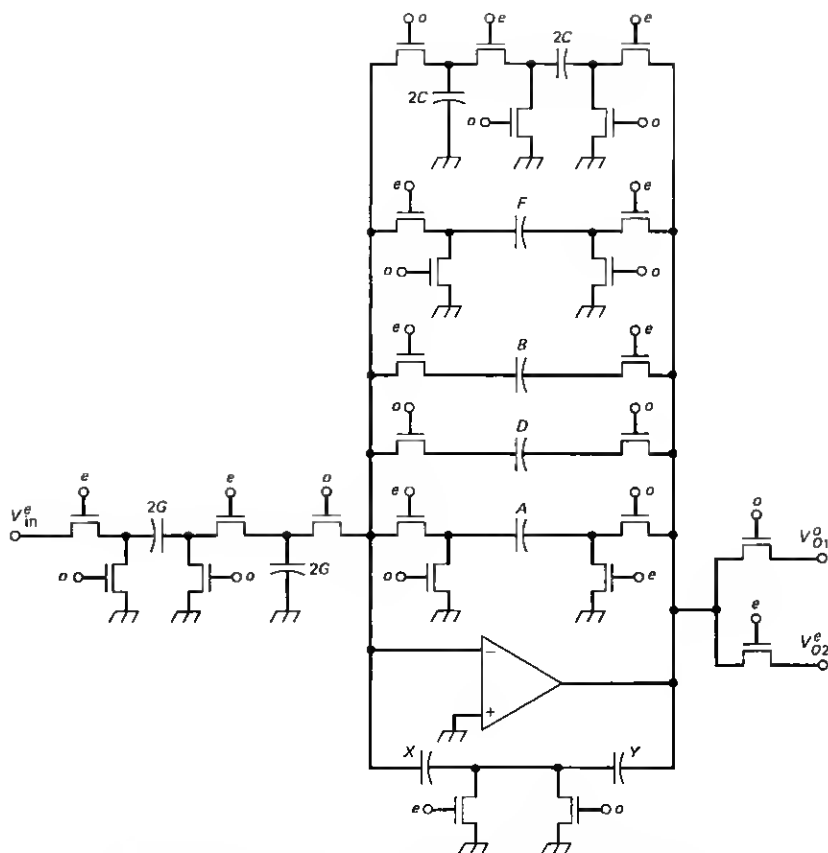 o e 2C e
2C
o o
e F e
o o
e B e
o D o
e e o e A o
V^e_in 2G o V^o_O1
o o 2G o e e V^e_O2
−
+
X Y
e o